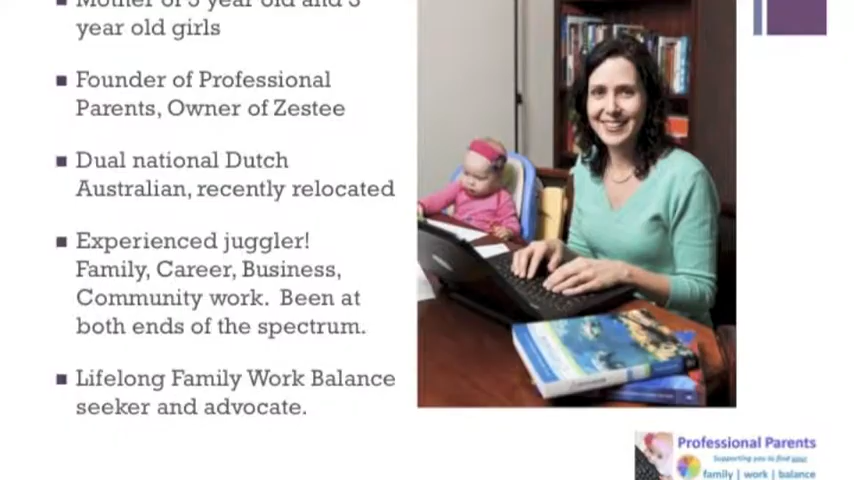 Mother of 5 year old and 3
year old girls
Founder of Professional
Parents, Owner of Zestee
Dual national Dutch
Australian, recently relocated
Experienced juggler!
Family, Career, Business,
Community work. Been at
both ends of the spectrum.
Lifelong Family Work Balance
seeker and advocate.
Professional Parents
Supporting you to find your
family | work | balance